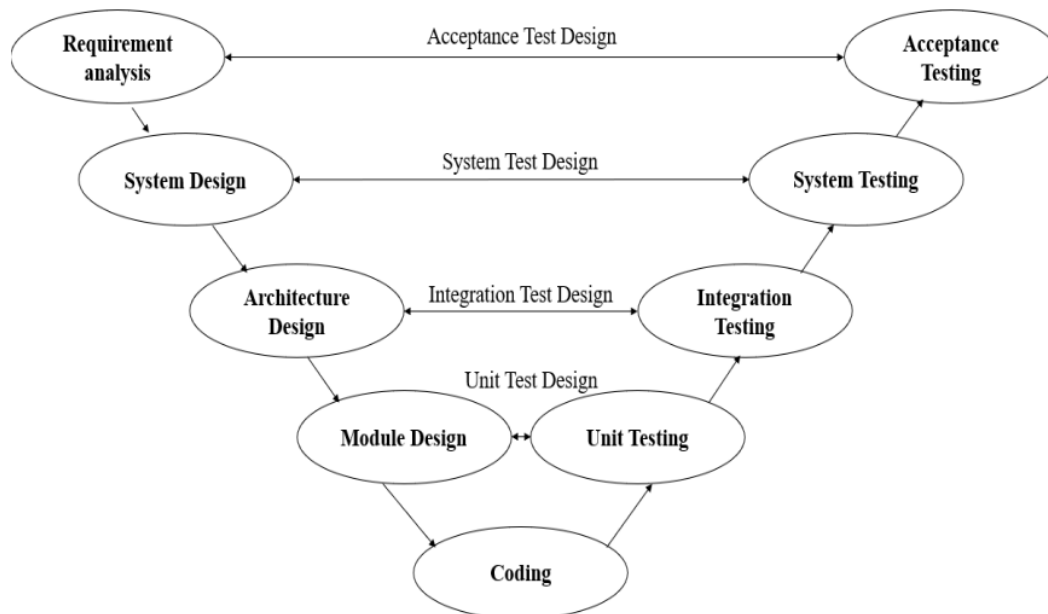 Requirement
analysis
Acceptance Test Design
Acceptance
Testing
System Design
System Test Design
System Testing
Architecture
Design
Integration Test Design
Integration
Testing
Unit Test Design
Module Design
Unit Testing
Coding